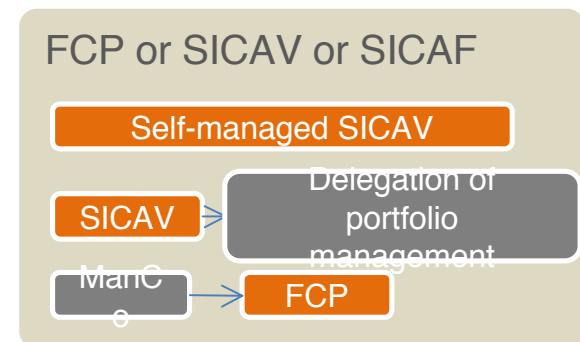 FCP or SICAV or SICAF
Self-managed SICAV
Delegation of
SICAV
portfolio
management
ManC
o
FCP